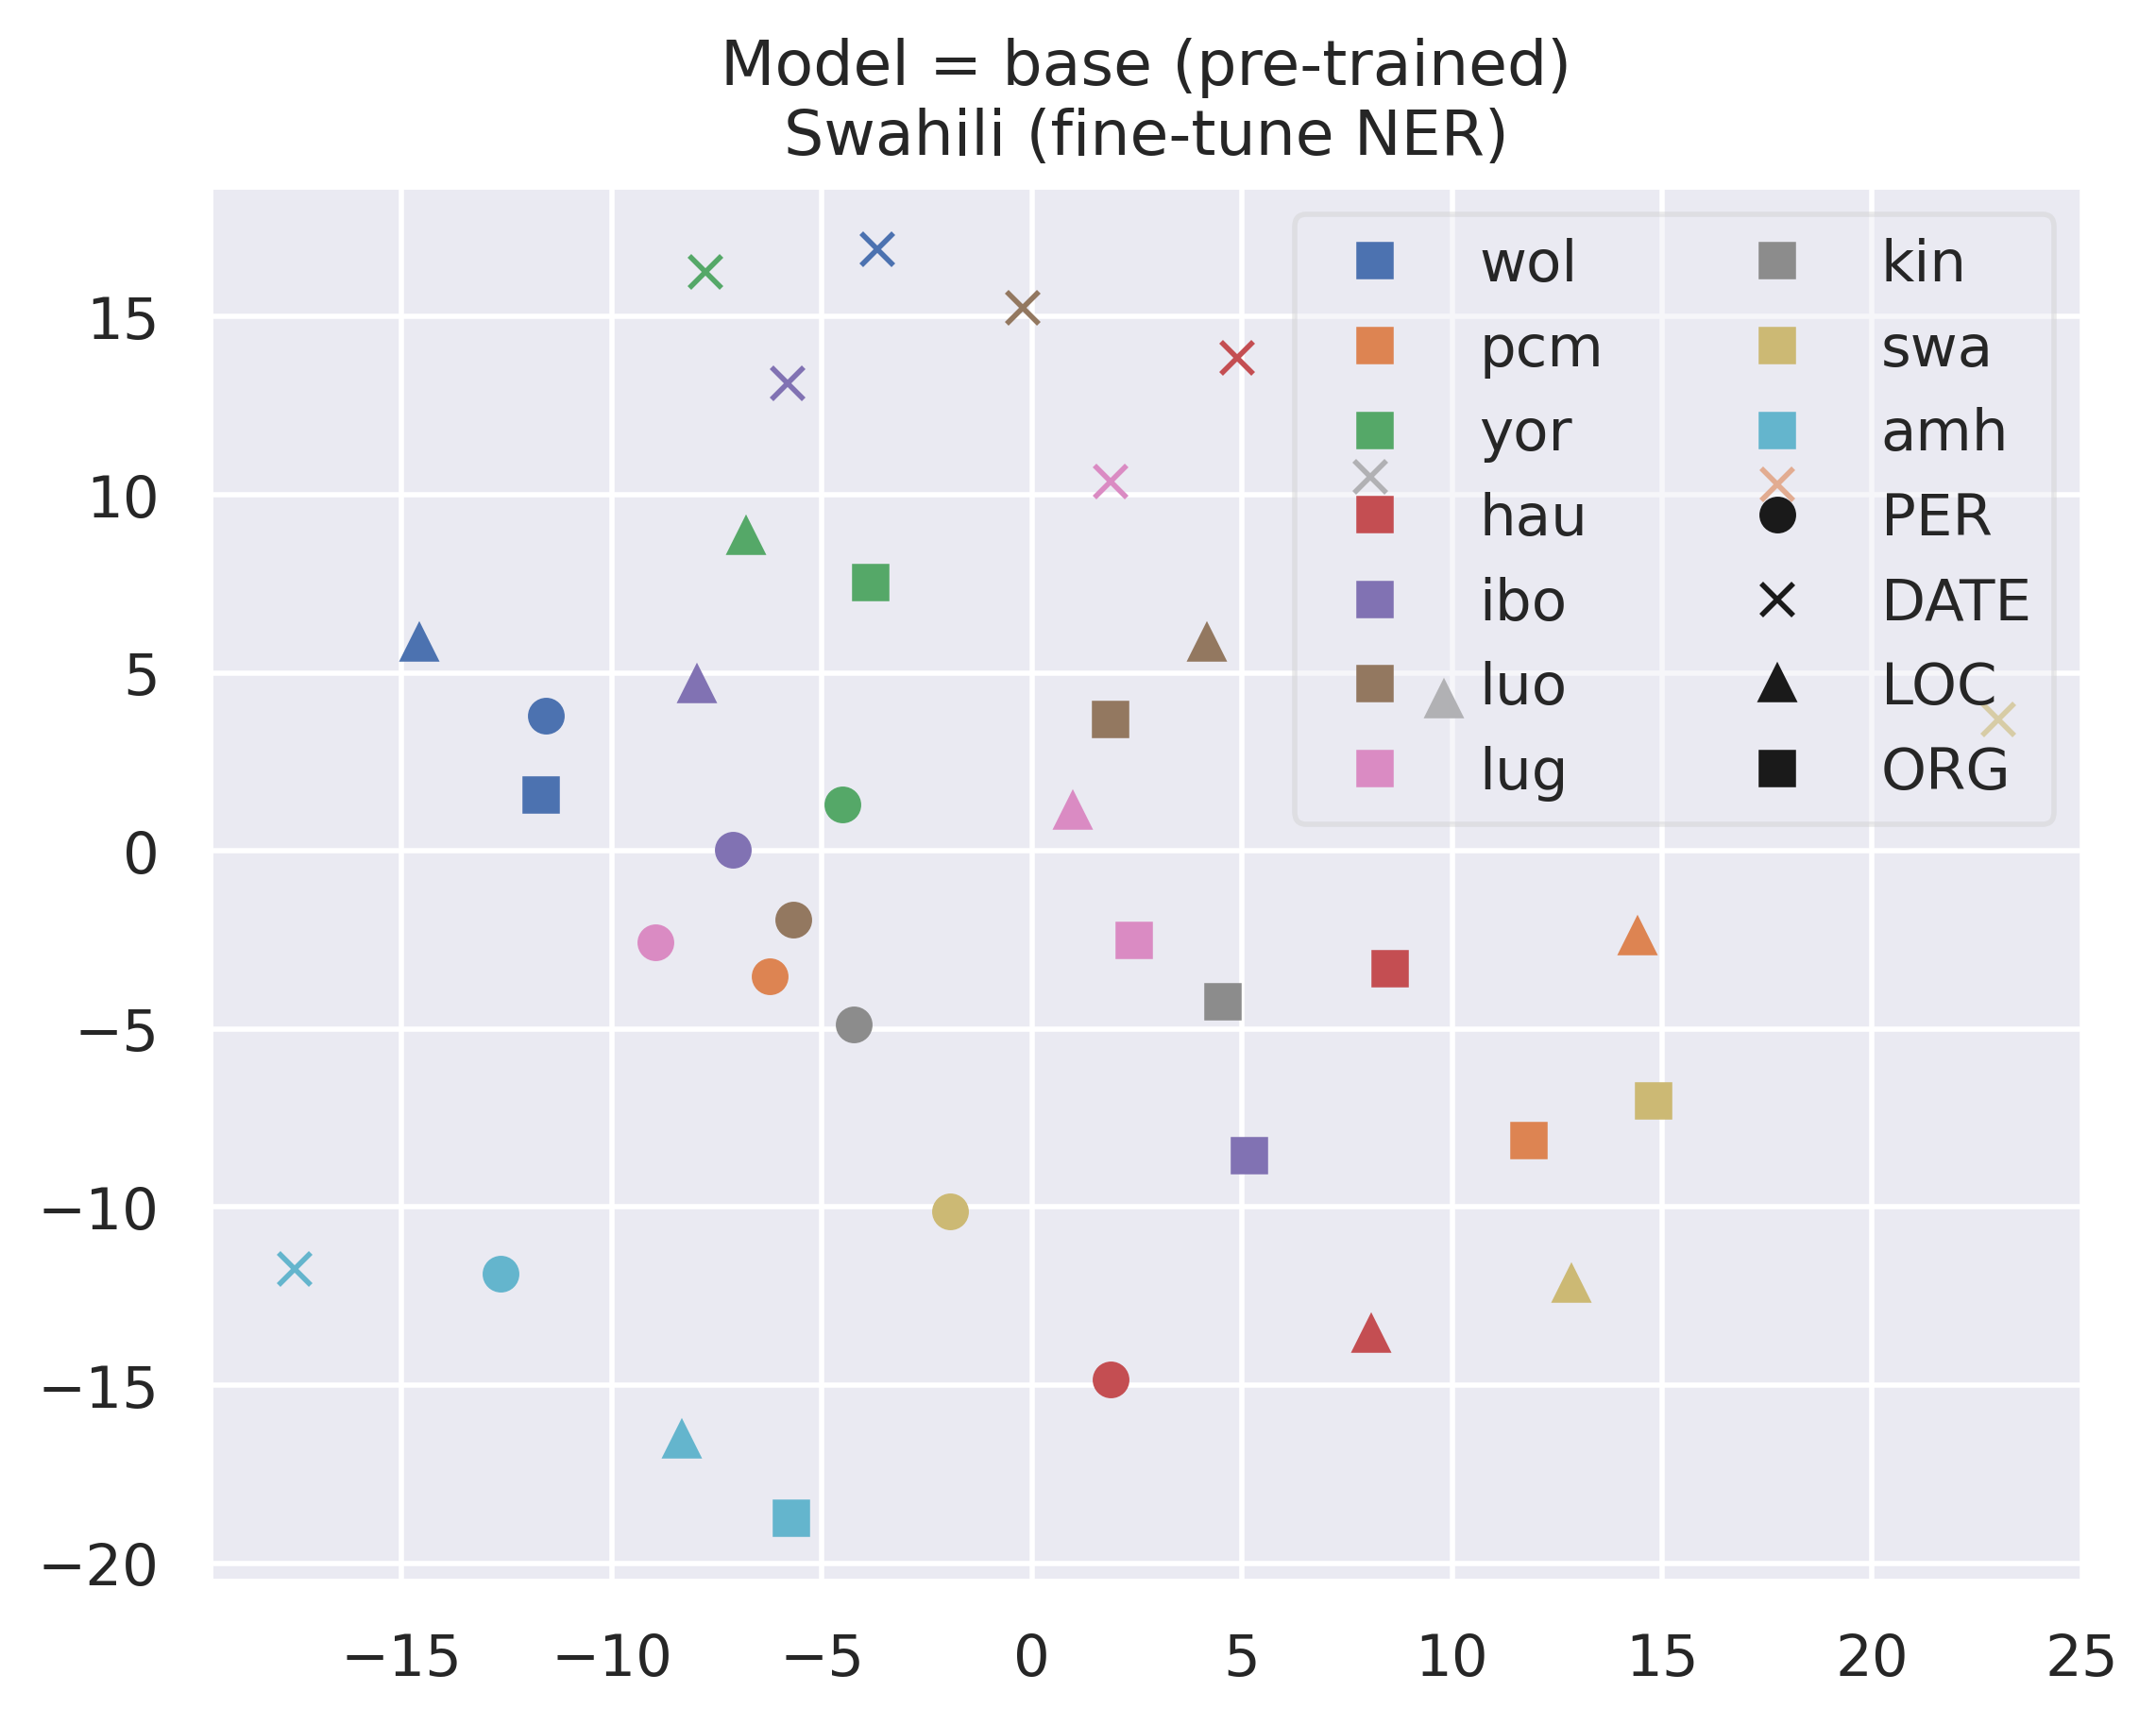 Model = base (pre-trained)
Swahili (fine-tune NER)
wol
pcm
yor
hau
ibo
luo
lug
kin
swa
amh
PER
DATE
LOC
ORG
15
10
5
0
−5
−10
−15
−20
−15 −10 −5 0 5 10 15 20 25